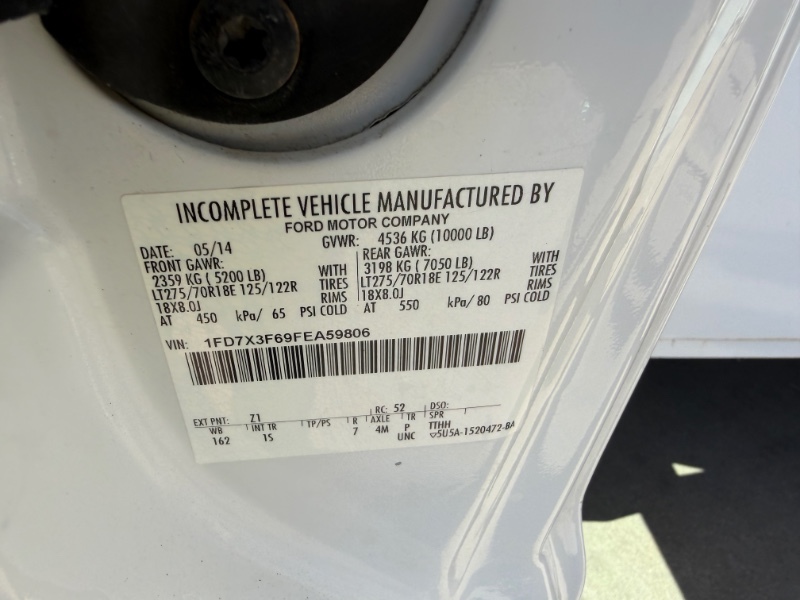 INCOMPLETE VEHICLE MANUFACTURED BY
FORD MOTOR COMPANY
DATE: 05/14 GVWR: 4536 KG (10000 LB)
FRONT GAWR: REAR GAWR:
2359 KG ( 5200 LB) WITH 3198 KG ( 7050 LB) WITH
LT275/70R18E 125/122R TIRES LT275/70R18E 125/122R TIRES
18X8.0J RIMS 18X8.0J RIMS
AT 450 kPa/ 65 PSI COLD AT 550 kPa/ 80 PSI COLD
VIN: 1FD7X3F69FEA59806
EXT PNT: Z1 RC: 52 DSO:
WB INT TR TP/PS R AXLE TR SPR
162 1S 7 4M P TTHH
UNC ▽5U5A-1520472-BA